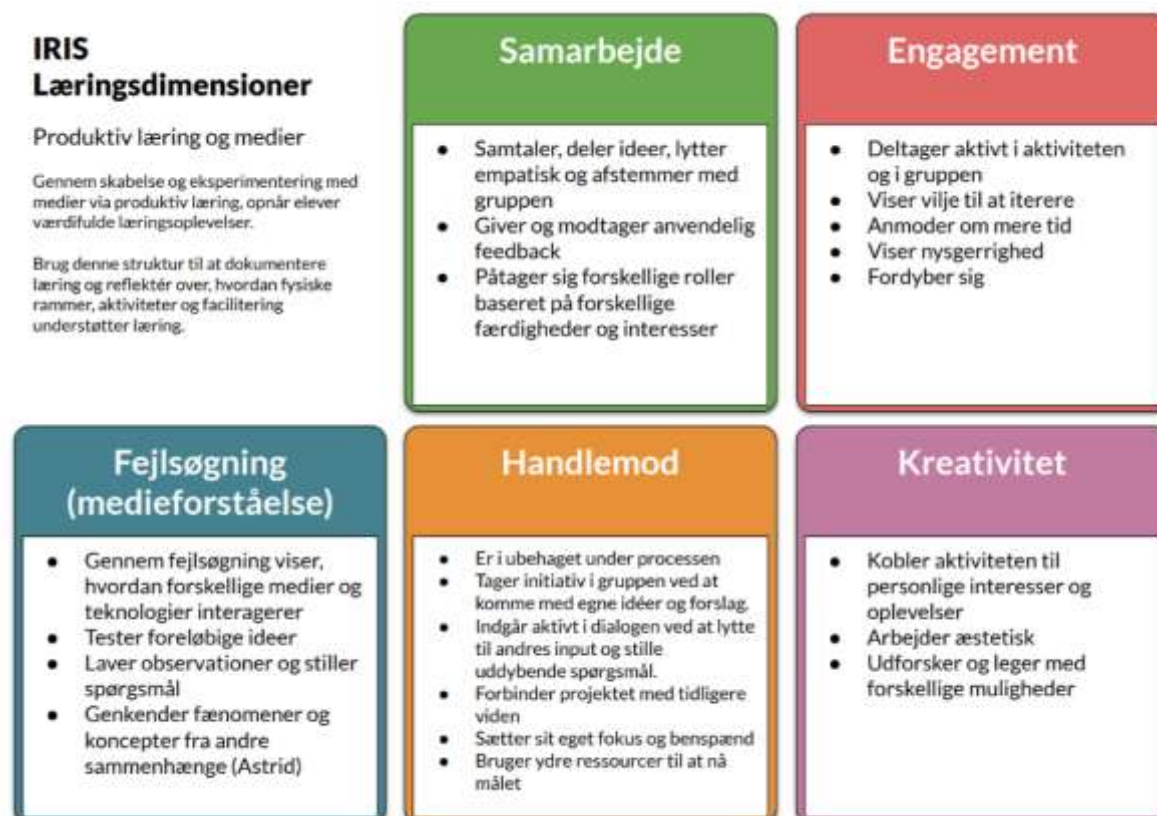 IRIS
Læringsdimensioner
Produktiv læring og medier
Gennem skabelse og eksperimentering med
medier via produktiv læring, opnår elever
værdifulde læringsoplevelser.
Brug denne struktur til at dokumentere
læring og reflektér over, hvordan fysiske
rammer, aktiviteter og facilitering
understøtter læring.
Samarbejde
● Samtaler, deler ideer, lytter
empatisk og afstemmer med
gruppen
● Giver og modtager anvendelig
feedback
● Påtager sig forskellige roller
baseret på forskellige
færdigheder og interesser
Engagement
● Deltager aktivt i aktiviteten
og i gruppen
● Viser vilje til at iterere
● Anmoder om mere tid
● Viser nysgerrighed
● Fordyber sig
Fejlsøgning
(medieforståelse)
● Gennem fejlsøgning viser,
hvordan forskellige medier og
teknologier interagerer
● Tester foreløbige ideer
● Laver observationer og stiller
spørgsmål
● Genkender fænomener og
koncepter fra andre
sammenhænge (Astrid)
Handlemod
● Er i ubehaget under processen
● Tager initiativ i gruppen ved at
komme med egne idéer og forslag.
● Indgår aktivt i dialogen ved at lytte
til andres input og stille
uddybende spørgsmål.
● Forbinder projektet med tidligere
viden
● Sætter sit eget fokus og benspænd
● Bruger ydre ressourcer til at nå
målet
Kreativitet
● Kobler aktiviteten til
personlige interesser og
oplevelser
● Arbejder æstetisk
● Udforsker og leger med
forskellige muligheder